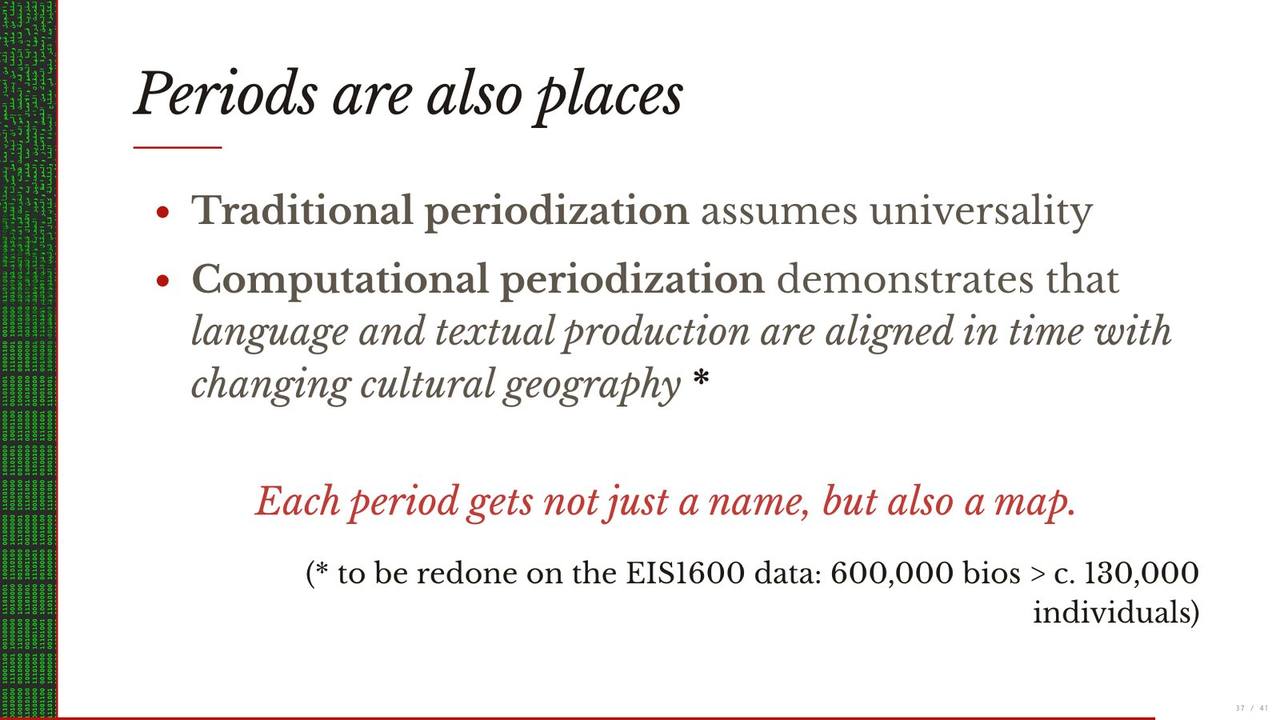 Periods are also places
• Traditional periodization assumes universality
• Computational periodization demonstrates that
language and textual production are aligned in time with
changing cultural geography *
Each period gets not just a name, but also a map.
(* to be redone on the EIS1600 data: 600,000 bios > c. 130,000
individuals)
37 / 41